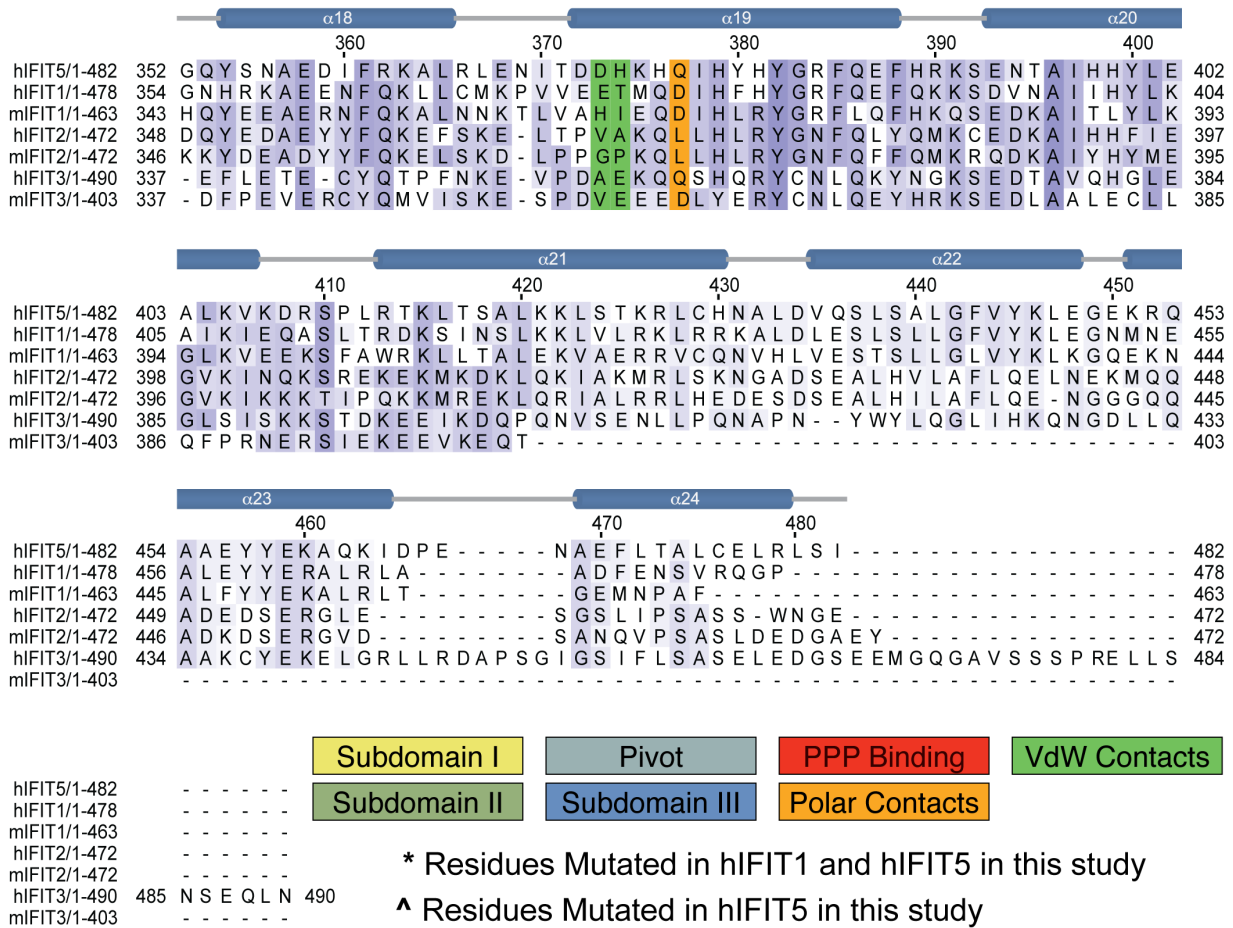 α18 α19 α20
360 370 380 390 400
hIFIT5/1-482 352 G Q Y S N A E D I F R K A L R L E N I T D D H K H Q I H Y H Y G R F Q E F H R K S E N T A I H H Y L E 402
hIFIT1/1-478 354 G N H R K A E E N F Q K L L C M K P V V E E T M Q D I H F H Y G R F Q E F Q K K S D V N A I I H Y L K 404
mIFIT1/1-463 343 H Q Y E E A E R N F Q K A L N N K T L V A H I E Q D I H L R Y G R F L Q F H K Q S E D K A I T L Y L K 393
hIFIT2/1-472 348 D Q Y E D A E Y Y F Q K E F S K E - L T P V A K Q L L H L R Y G N F Q L Y Q M K C E D K A I H H F I E 397
mIFIT2/1-472 346 K K Y D E A D Y Y F Q K E L S K D - L P P G P K Q L L H L R Y G N F Q F F Q M K R Q D K A I Y H Y M E 395
hIFIT3/1-490 337 - E F L E T E - C Y Q T P F N K E - V P D A E K Q Q S H Q R Y C N L Q K Y N G K S E D T A V Q H G L E 384
mIFIT3/1-403 337 - D F P E V E R C Y Q M V I S K E - S P D V E E E D L Y E R Y C N L Q E Y H R K S E D L A A L E C L L 385
α21 α22
410 420 430 440 450
hIFIT5/1-482 403 A L K V K D R S P L R T K L T S A L K K L S T K R L C H N A L D V Q S L S A L G F V Y K L E G E K R Q 453
hIFIT1/1-478 405 A I K I E Q A S L T R D K S I N S L K K L V L R K L R R K A L D L E S L S L L G F V Y K L E G N M N E 455
mIFIT1/1-463 394 G L K V E E K S F A W R K L L T A L E K V A E R R V C Q N V H L V E S T S L L G L V Y K L K G Q E K N 444
hIFIT2/1-472 398 G V K I N Q K S R E K E K M K D K L Q K I A K M R L S K N G A D S E A L H V L A F L Q E L N E K M Q Q 448
mIFIT2/1-472 396 G V K I K K K T I P Q K K M R E K L Q R I A L R R L H E D E S D S E A L H I L A F L Q E - N G G G Q Q 445
hIFIT3/1-490 385 G L S I S K K S T D K E E I K D Q P Q N V S E N L L P Q N A P N - - Y W Y L Q G L I H K Q N G D L L Q 433
mIFIT3/1-403 386 Q F P R N E R S I E K E E V K E Q T - - - - - - - - - - - - - - - - - - - - - - - - - - - - - - - - - 403
α23 α24
460 470 480
hIFIT5/1-482 454 A A E Y Y E K A Q K I D P E - - - - - N A E F L T A L C E L R L S I - - - - - - - - - - - - - - - - - 482
hIFIT1/1-478 456 A L E Y Y E R A L R L A - - - - - - - - A D F E N S V R Q G P - - - - - - - - - - - - - - - - - - - - 478
mIFIT1/1-463 445 A L F Y Y E K A L R L T - - - - - - - - G E M N P A F - - - - - - - - - - - - - - - - - - - - - - - - 463
hIFIT2/1-472 449 A D E D S E R G L E - - - - - - - - - S G S L I P S A S S - W N G E - - - - - - - - - - - - - - - - - 472
mIFIT2/1-472 446 A D K D S E R G V D - - - - - - - - - S A N Q V P S A S L D E D G A E Y - - - - - - - - - - - - - - - 472
hIFIT3/1-490 434 A A K C Y E K E L G R L L R D A P S G I G S I F L S A S E L E D G S E E M G Q G A V S S S P R E L L S 484
mIFIT3/1-403 - - - - - - - - - - - - - - - - - - - - - - - - - - - - - - - - - - - - - - - - - - - - - - - - - - -
hIFIT5/1-482 - - - - - -
hIFIT1/1-478 - - - - - -
mIFIT1/1-463 - - - - - -
hIFIT2/1-472 - - - - - -
mIFIT2/1-472 - - - - - -
hIFIT3/1-490 485 N S E Q L N 490
mIFIT3/1-403 - - - - - -
Subdomain I Pivot PPP Binding VdW Contacts
Subdomain II Subdomain III Polar Contacts
* Residues Mutated in hIFIT1 and hIFIT5 in this study
^ Residues Mutated in hIFIT5 in this study